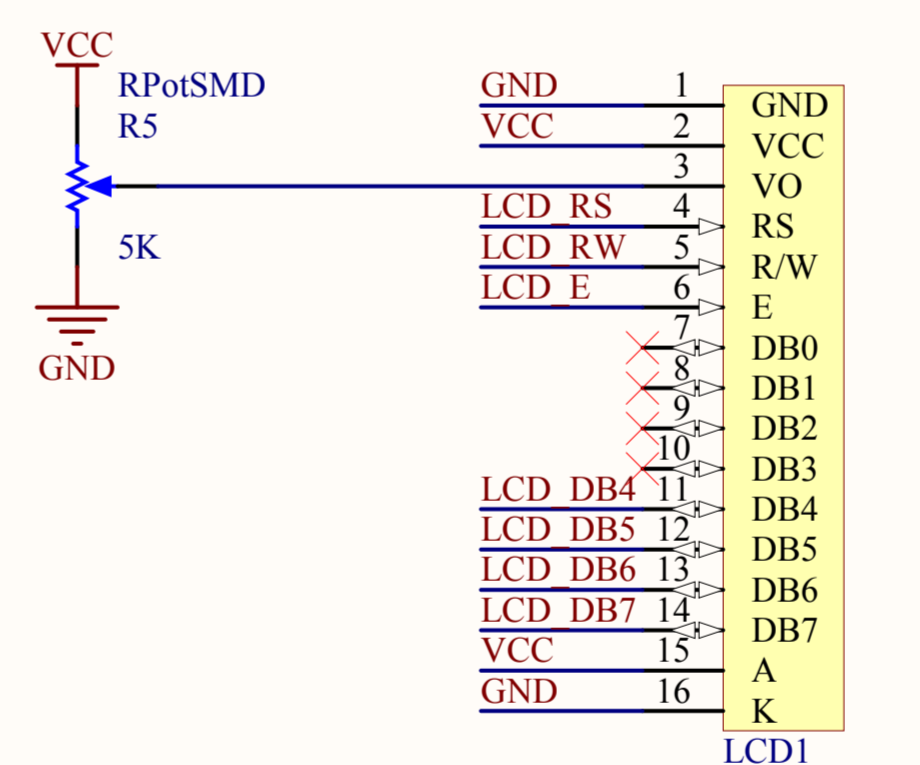 VCC
RPotSMD
R5
5K
GND
GND 1 GND
VCC 2 VCC
3 VO
LCD_RS 4 RS
LCD_RW 5 R/W
LCD_E 6 E
7 DB0
8 DB1
9 DB2
10 DB3
LCD_DB4 11 DB4
LCD_DB5 12 DB5
LCD_DB6 13 DB6
LCD_DB7 14 DB7
VCC 15 A
GND 16 K
LCD1